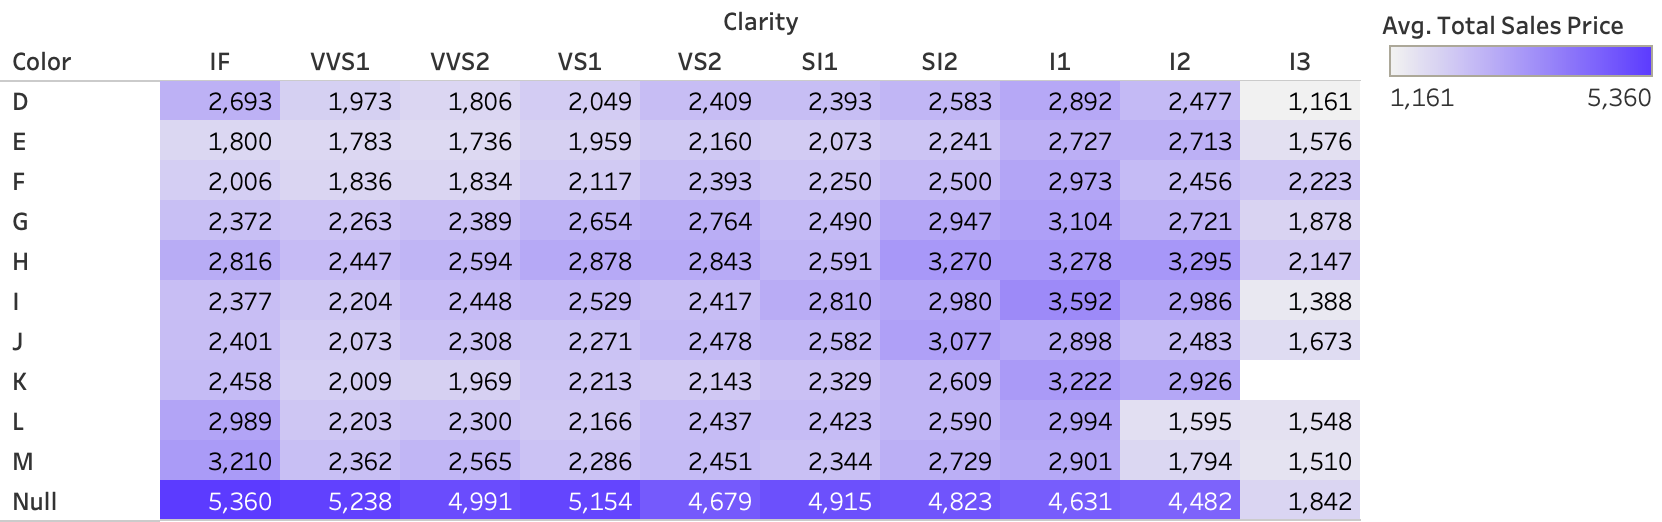 Clarity
Avg. Total Sales Price
Color IF VVS1 VVS2 VS1 VS2 SI1 SI2 I1 I2 I3
1,161 5,360
D 2,693 1,973 1,806 2,049 2,409 2,393 2,583 2,892 2,477 1,161
E 1,800 1,783 1,736 1,959 2,160 2,073 2,241 2,727 2,713 1,576
F 2,006 1,836 1,834 2,117 2,393 2,250 2,500 2,973 2,456 2,223
G 2,372 2,263 2,389 2,654 2,764 2,490 2,947 3,104 2,721 1,878
H 2,816 2,447 2,594 2,878 2,843 2,591 3,270 3,278 3,295 2,147
I 2,377 2,204 2,448 2,529 2,417 2,810 2,980 3,592 2,986 1,388
J 2,401 2,073 2,308 2,271 2,478 2,582 3,077 2,898 2,483 1,673
K 2,458 2,009 1,969 2,213 2,143 2,329 2,609 3,222 2,926
L 2,989 2,203 2,300 2,166 2,437 2,423 2,590 2,994 1,595 1,548
M 3,210 2,362 2,565 2,286 2,451 2,344 2,729 2,901 1,794 1,510
Null 5,360 5,238 4,991 5,154 4,679 4,915 4,823 4,631 4,482 1,842